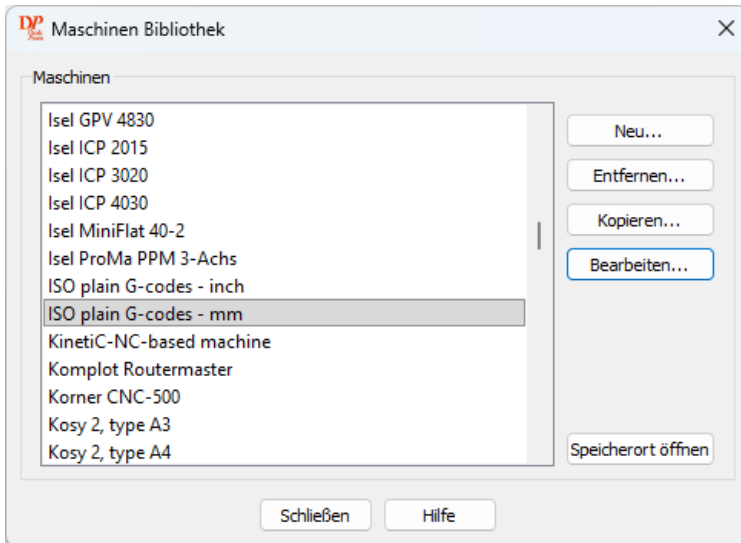 Maschinen Bibliothek
Maschinen
Isel GPV 4830
Isel ICP 2015
Isel ICP 3020
Isel ICP 4030
Isel MiniFlat 40-2
Isel ProMa PPM 3-Achs
ISO plain G-codes - inch
ISO plain G-codes - mm
KinetiC-NC-based machine
Komplot Routermaster
Korner CNC-500
Kosy 2, type A3
Kosy 2, type A4
Neu...
Entfernen...
Kopieren...
Bearbeiten...
Speicherort öffnen
Schließen
Hilfe